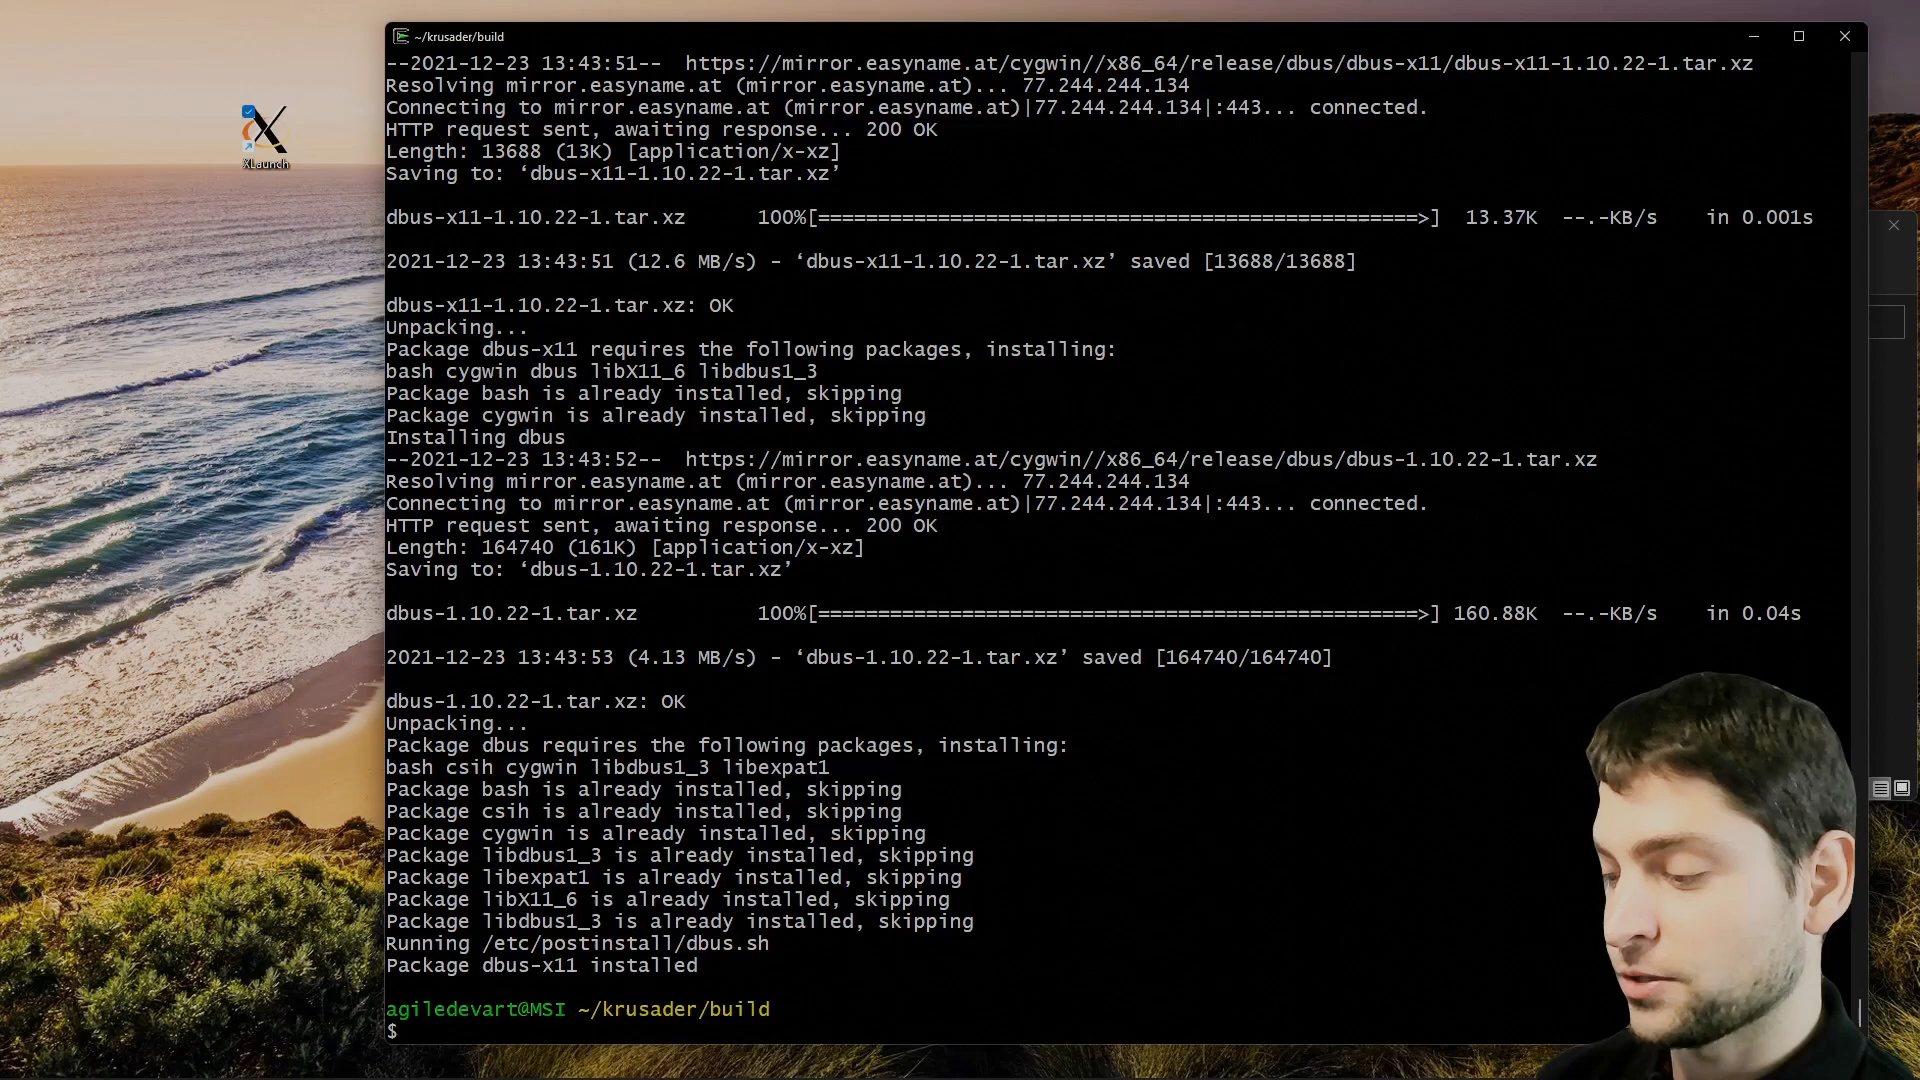 ~/krusader/build
--2021-12-23 13:43:51--  https://mirror.easyname.at/cygwin//x86_64/release/dbus/dbus-x11/dbus-x11-1.10.22-1.tar.xz
Resolving mirror.easyname.at (mirror.easyname.at)... 77.244.244.134
Connecting to mirror.easyname.at (mirror.easyname.at)|77.244.244.134|:443... connected.
HTTP request sent, awaiting response... 200 OK
Length: 13688 (13K) [application/x-xz]
Saving to: ‘dbus-x11-1.10.22-1.tar.xz’
XLaunch
dbus-x11-1.10.22-1.tar.xz      100%[==================================================>]  13.37K  --.-KB/s    in 0.001s
2021-12-23 13:43:51 (12.6 MB/s) - ‘dbus-x11-1.10.22-1.tar.xz’ saved [13688/13688]
dbus-x11-1.10.22-1.tar.xz: OK
Unpacking...
Package dbus-x11 requires the following packages, installing:
bash cygwin dbus libX11_6 libdbus1_3
Package bash is already installed, skipping
Package cygwin is already installed, skipping
Installing dbus
--2021-12-23 13:43:52--  https://mirror.easyname.at/cygwin//x86_64/release/dbus/dbus-1.10.22-1.tar.xz
Resolving mirror.easyname.at (mirror.easyname.at)... 77.244.244.134
Connecting to mirror.easyname.at (mirror.easyname.at)|77.244.244.134|:443... connected.
HTTP request sent, awaiting response... 200 OK
Length: 164740 (161K) [application/x-xz]
Saving to: ‘dbus-1.10.22-1.tar.xz’
dbus-1.10.22-1.tar.xz          100%[==================================================>] 160.88K  --.-KB/s    in 0.04s
2021-12-23 13:43:53 (4.13 MB/s) - ‘dbus-1.10.22-1.tar.xz’ saved [164740/164740]
dbus-1.10.22-1.tar.xz: OK
Unpacking...
Package dbus requires the following packages, installing:
bash csih cygwin libdbus1_3 libexpat1
Package bash is already installed, skipping
Package csih is already installed, skipping
Package cygwin is already installed, skipping
Package libdbus1_3 is already installed, skipping
Package libexpat1 is already installed, skipping
Package libX11_6 is already installed, skipping
Package libdbus1_3 is already installed, skipping
Running /etc/postinstall/dbus.sh
Package dbus-x11 installed
agiledevart@MSI ~/krusader/build
$